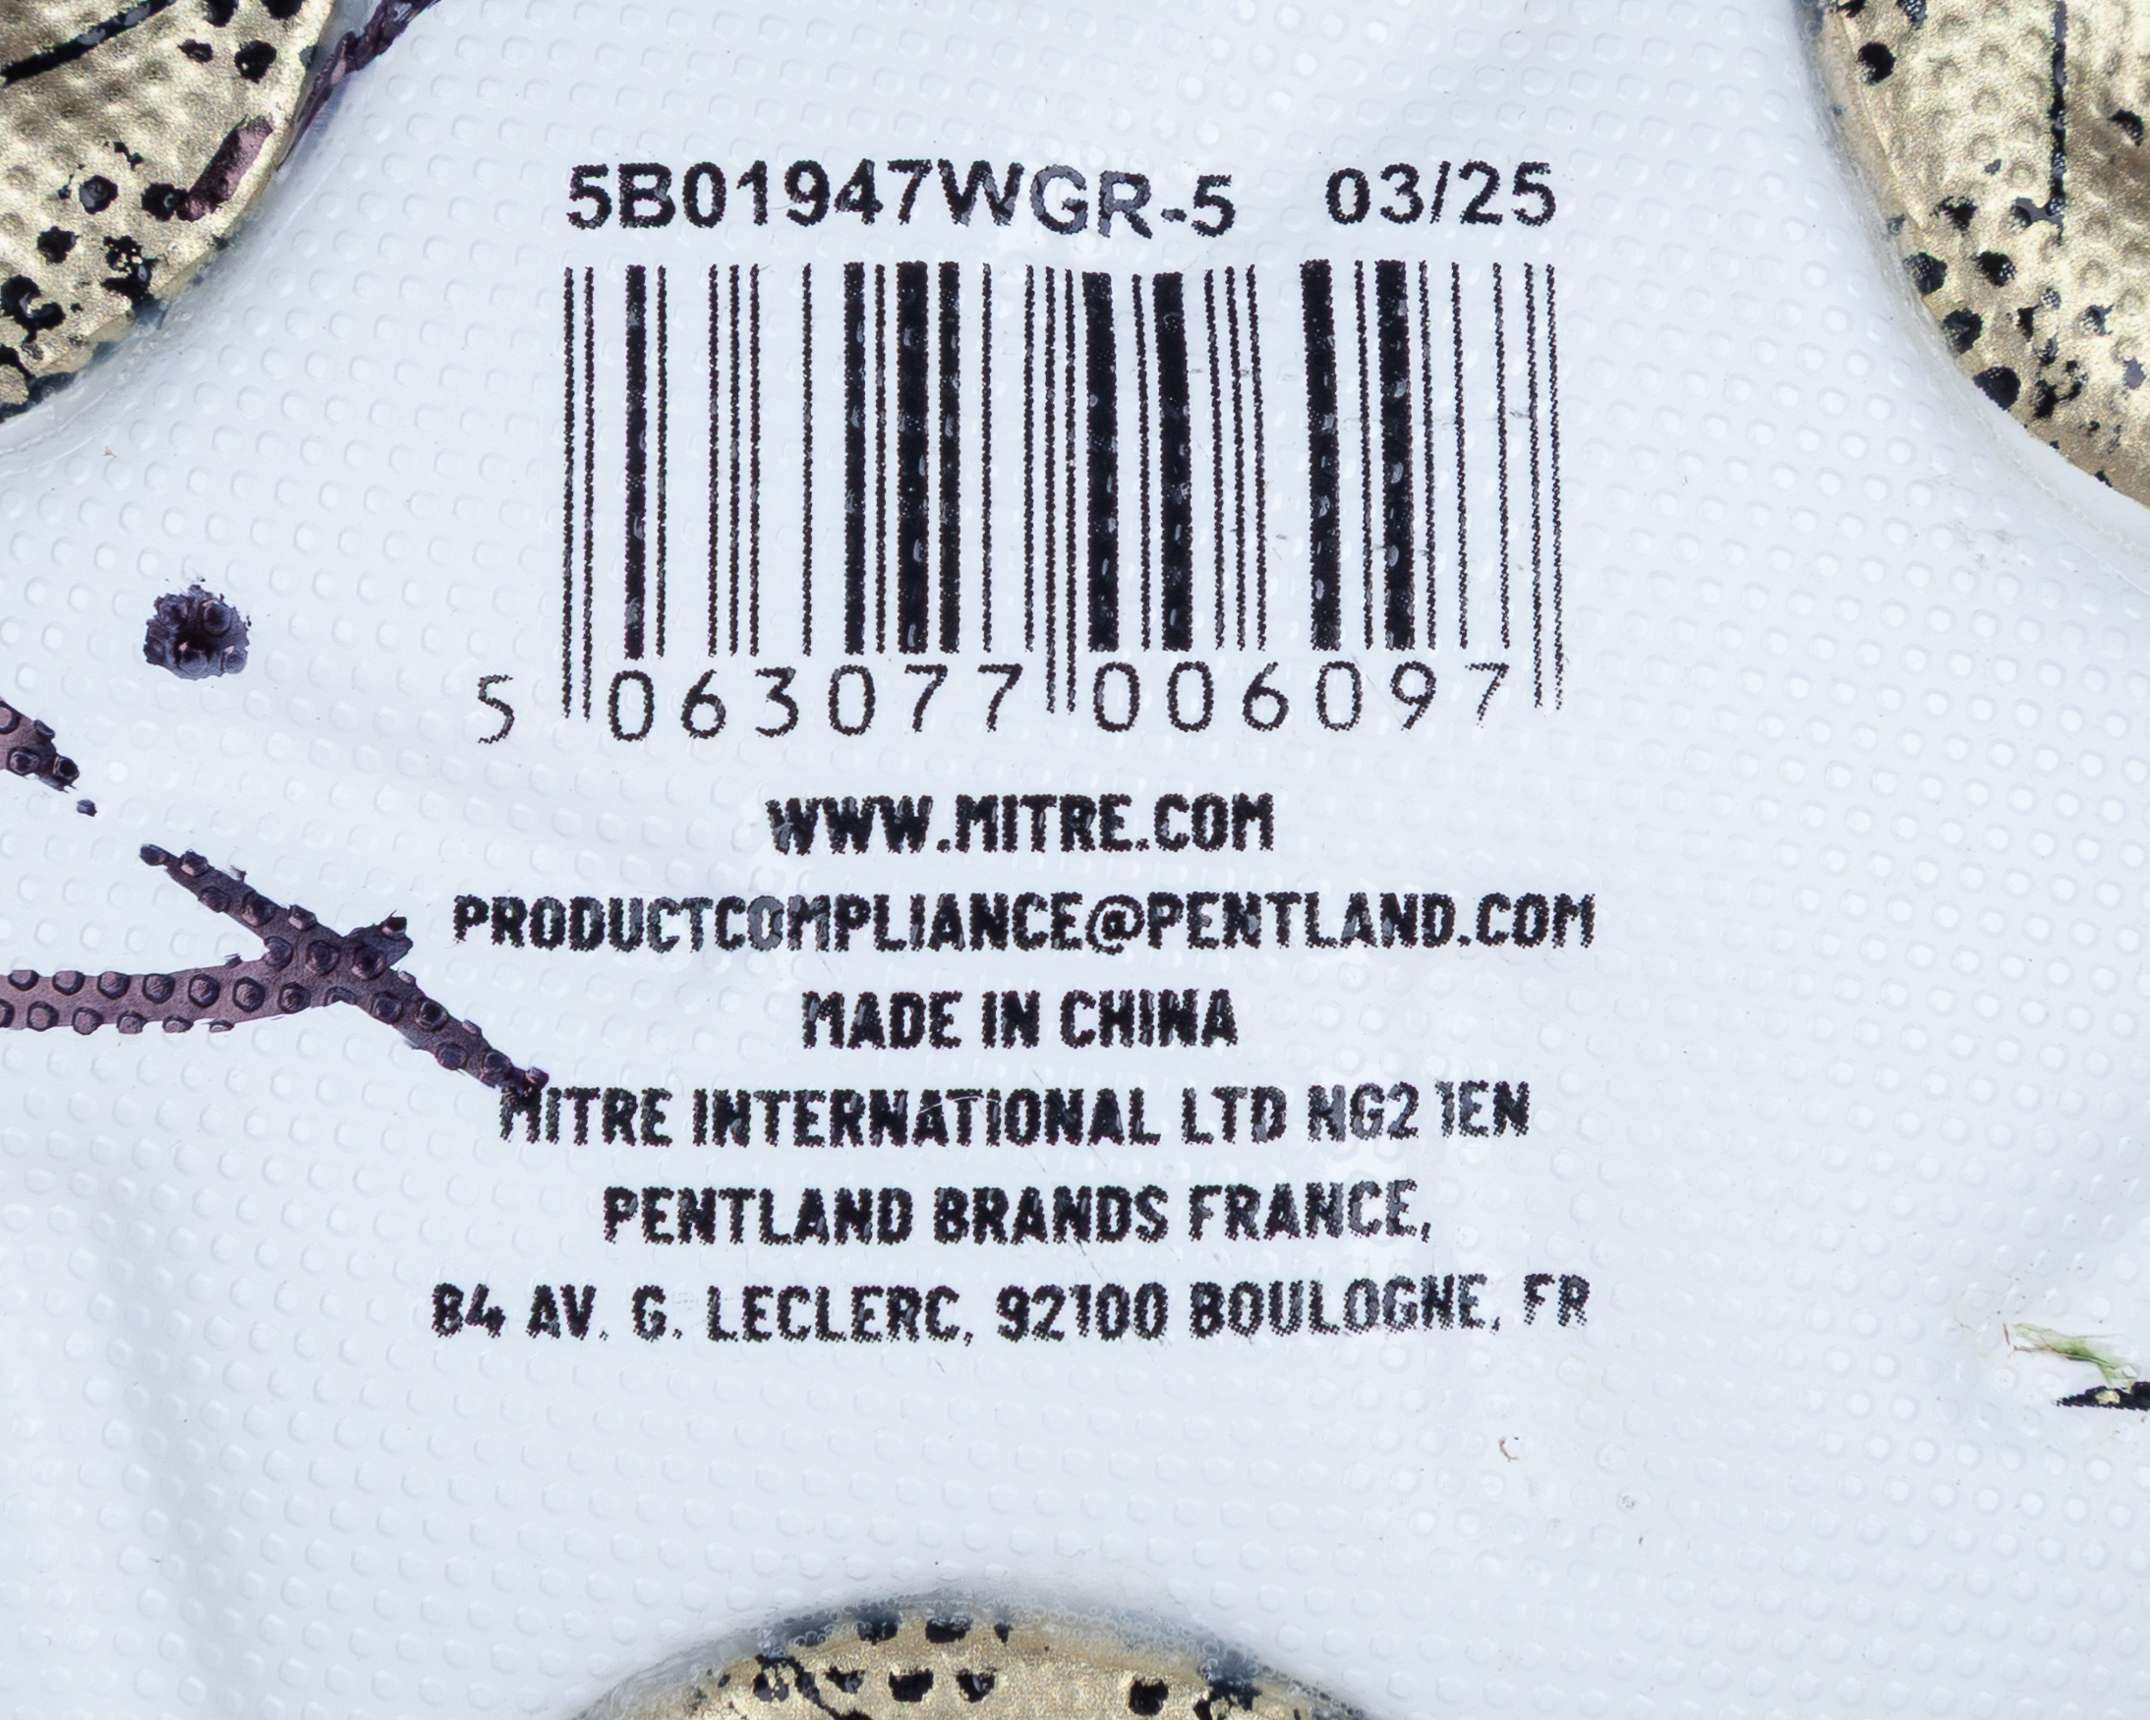 5B01947WGR-5 03/25
5 063077 006097
WWW.MITRE.COM
PRODUCTCOMPLIANCE@PENTLAND.COM
MADE IN CHINA
MITRE INTERNATIONAL LTD NG2 1EN
PENTLAND BRANDS FRANCE,
84 AV. G. LECLERC, 92100 BOULOGNE, FR